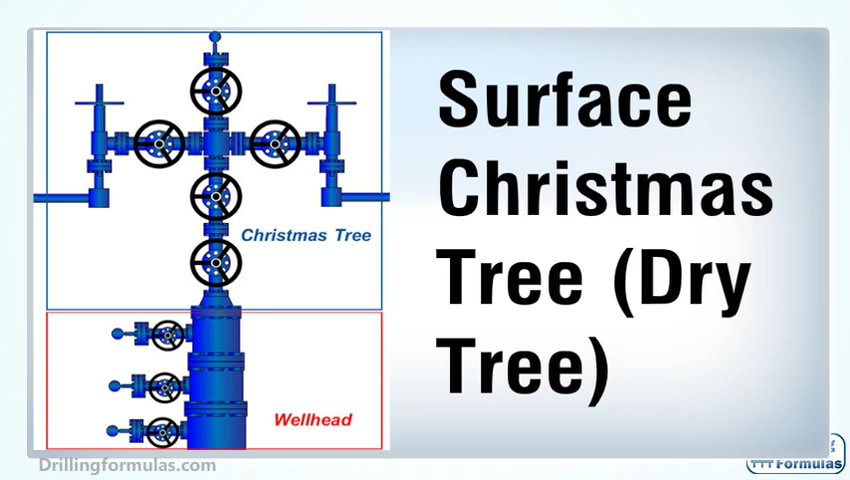 Surface
Christmas
Tree (Dry
Tree)
Christmas Tree
Wellhead
Drillingformulas.com
Formulas